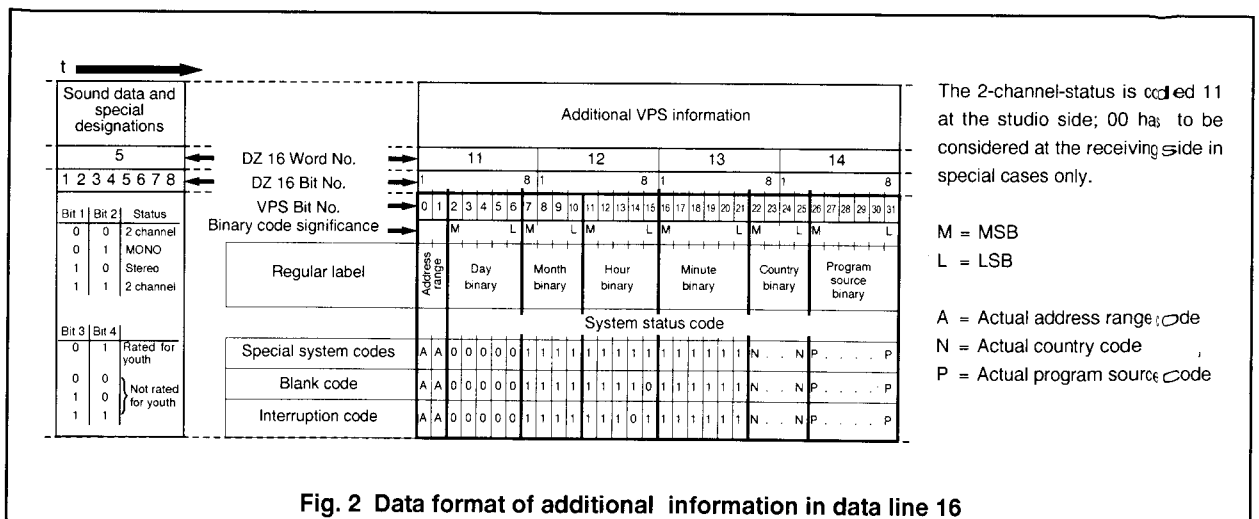 t
Sound data and
special
designations
Additional VPS information
5 DZ 16 Word No. 11 12 13 14
1 2 3 4 5 6 7 8 DZ 16 Bit No. 1 8 1 8 1 8 1 8
VPS Bit No. 0 1 2 3 4 5 6 7 8 9 10 11 12 13 14 15 16 17 18 19 20 21 22 23 24 25 26 27 28 29 30 31
Binary code significance M L M L M L M L M L M L
Bit 1 Bit 2 Status
0 0 2 channel
0 1 MONO
1 0 Stereo
1 1 2 channel
Regular label
Address
range
Day
binary
Month
binary
Hour
binary
Minute
binary
Country
binary
Program
source
binary
System status code
Bit 3 Bit 4
0 1 Rated for
youth
0 0
1 0
1 1
Not rated
for youth
Special system codes A A 0 0 0 0 0 1 1 1 1 1 1 1 1 1 1 1 1 1 1 1 N . . N P . . . . P
Blank code A A 0 0 0 0 0 1 1 1 1 1 1 1 1 0 1 1 1 1 1 1 N . . N P . . . . P
Interruption code A A 0 0 0 0 0 1 1 1 1 1 1 1 0 1 1 1 1 1 1 1 N . . N P . . . . P
The 2-channel-status is coded 11
at the studio side; 00 has to be
considered at the receiving side in
special cases only.
M = MSB
L = LSB
A = Actual address range code
N = Actual country code
P = Actual program source code
Fig. 2 Data format of additional information in data line 16